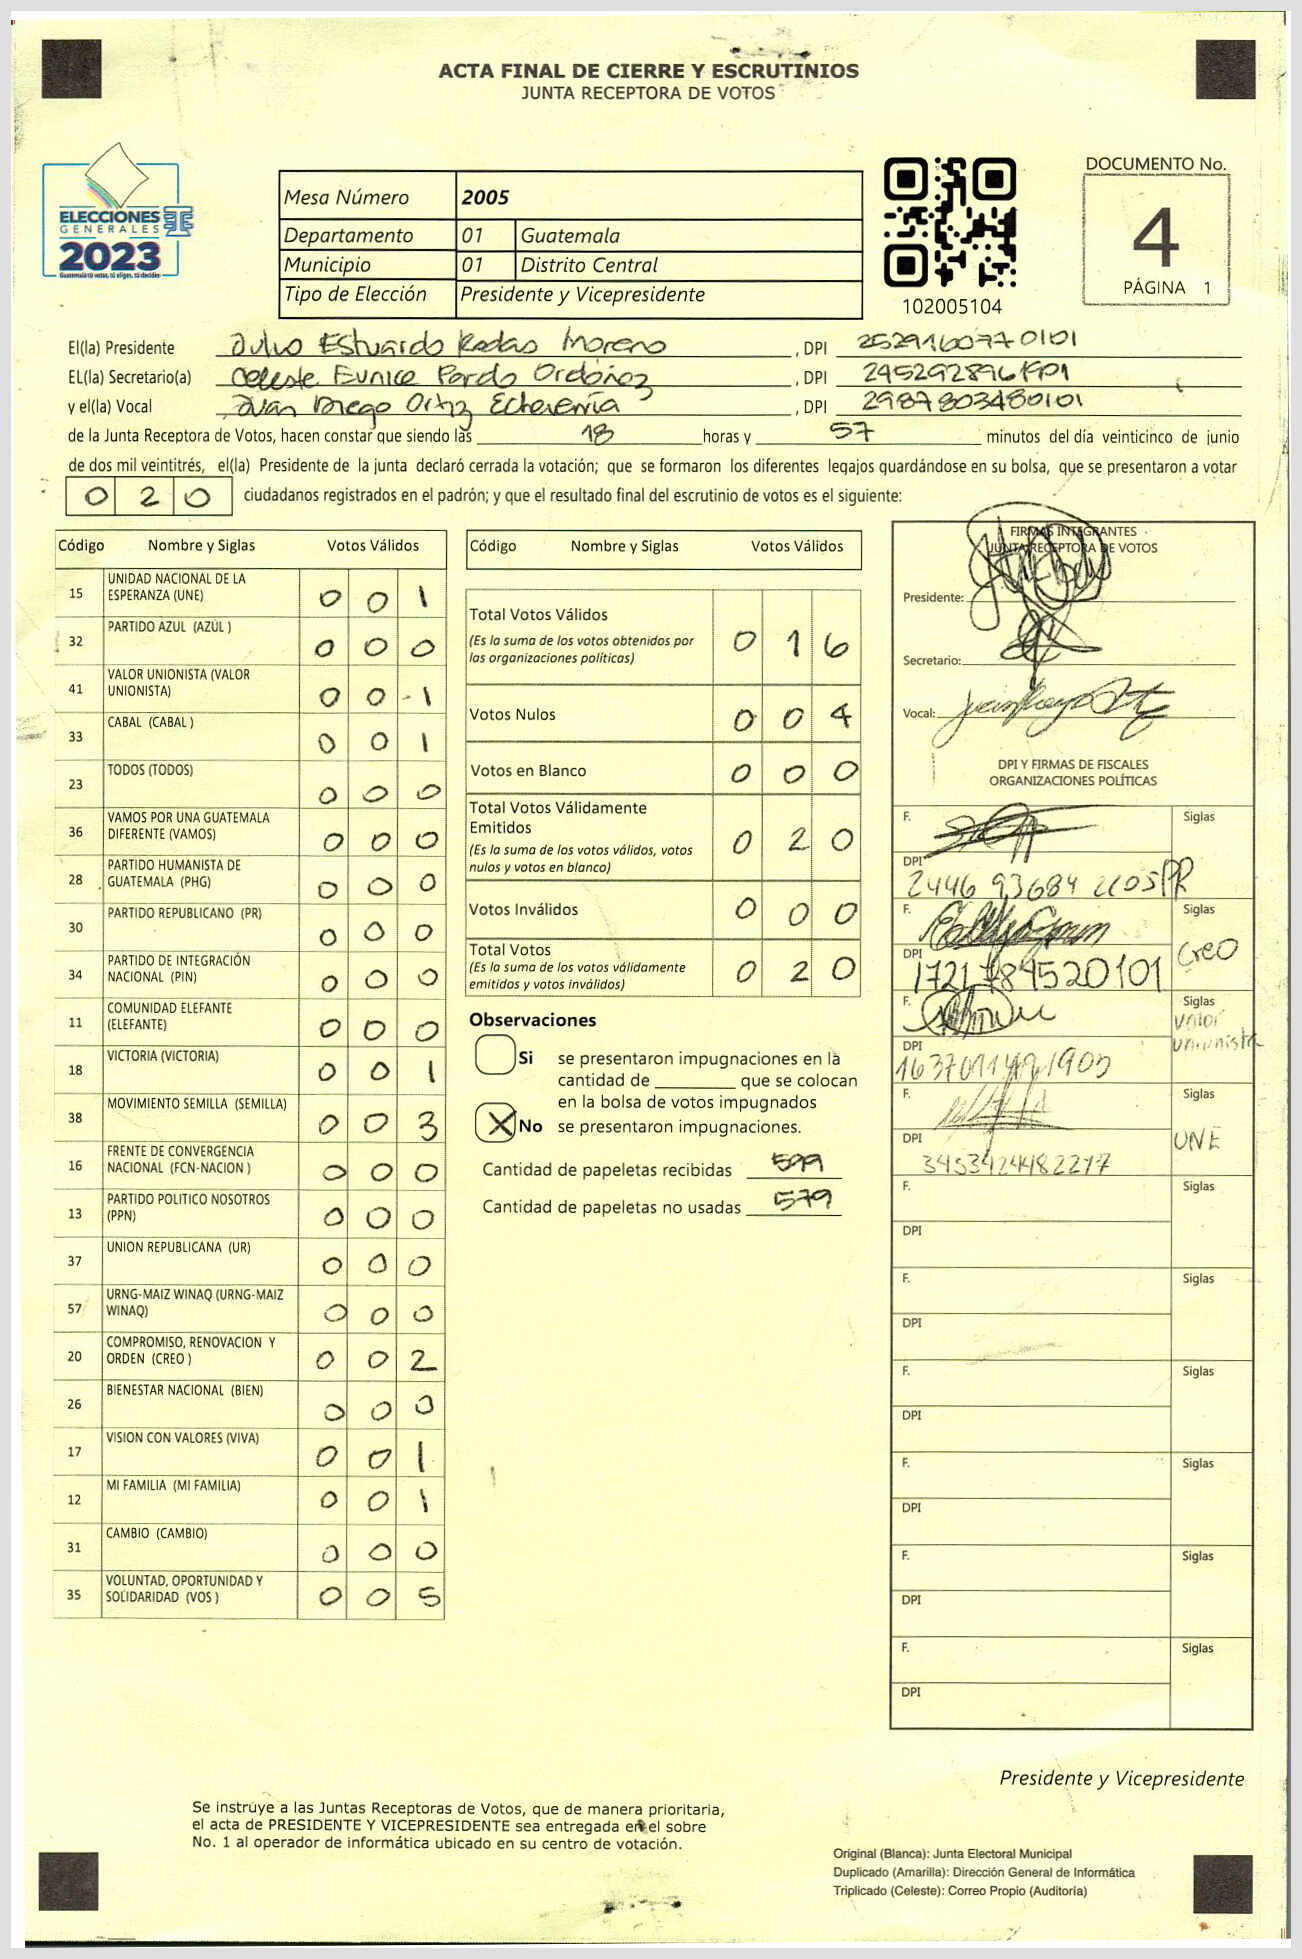 ACTA FINAL DE CIERRE Y ESCRUTINIOS
JUNTA RECEPTORA DE VOTOS
ELECCIONES
GENERALES
2023
Guatemala tú votas, tú eliges, tú decides
Mesa Número 2005
Departamento 01 Guatemala
Municipio 01 Distrito Central
Tipo de Elección Presidente y Vicepresidente
102005104
DOCUMENTO No.
4
PÁGINA 1
El(la) Presidente Julio Estuardo Rodas Moreno, DPI 2529160770101
EL(la) Secretario(a) Celeste Eunice Pardo Ordóñez, DPI
y el(la) Vocal Juan Diego Ortiz Echeverría, DPI 2987803480101
de la Junta Receptora de Votos, hacen constar que siendo las 18 horas y 57 minutos del día veinticinco de junio
de dos mil veintitrés, el(la) Presidente de la junta declaró cerrada la votación; que se formaron los diferentes legajos guardándose en su bolsa, que se presentaron a votar
0 2 0 ciudadanos registrados en el padrón; y que el resultado final del escrutinio de votos es el siguiente:
Código Nombre y Siglas Votos Válidos
15 UNIDAD NACIONAL DE LA ESPERANZA (UNE) 0 0 1
32 PARTIDO AZUL (AZUL ) 0 0 0
41 VALOR UNIONISTA (VALOR UNIONISTA) 0 0 1
33 CABAL (CABAL ) 0 0 1
23 TODOS (TODOS) 0 0 0
36 VAMOS POR UNA GUATEMALA DIFERENTE (VAMOS) 0 0 0
28 PARTIDO HUMANISTA DE GUATEMALA (PHG) 0 0 0
30 PARTIDO REPUBLICANO (PR) 0 0 0
34 PARTIDO DE INTEGRACIÓN NACIONAL (PIN) 0 0 0
11 COMUNIDAD ELEFANTE (ELEFANTE) 0 0 0
18 VICTORIA (VICTORIA) 0 0 1
38 MOVIMIENTO SEMILLA (SEMILLA) 0 0 3
16 FRENTE DE CONVERGENCIA NACIONAL (FCN-NACION ) 0 0 0
13 PARTIDO POLITICO NOSOTROS (PPN) 0 0 0
37 UNION REPUBLICANA (UR) 0 0 0
57 URNG-MAIZ WINAQ (URNG-MAIZ WINAQ) 0 0 0
20 COMPROMISO, RENOVACION Y ORDEN (CREO ) 0 0 2
26 BIENESTAR NACIONAL (BIEN) 0 0 0
17 VISION CON VALORES (VIVA) 0 0 1
12 MI FAMILIA (MI FAMILIA) 0 0 1
31 CAMBIO (CAMBIO) 0 0 0
35 VOLUNTAD, OPORTUNIDAD Y SOLIDARIDAD (VOS ) 0 0 5
Código Nombre y Siglas Votos Válidos
Total Votos Válidos 0 1 6
(Es la suma de los votos obtenidos por
las organizaciones políticas)
Votos Nulos 0 0 4
Votos en Blanco 0 0 0
Total Votos Válidamente
Emitidos 0 2 0
(Es la suma de los votos válidos, votos
nulos y votos en blanco)
Votos Inválidos 0 0 0
Total Votos 0 2 0
(Es la suma de los votos válidamente
emitidos y votos inválidos)
Observaciones
Si se presentaron impugnaciones en la
cantidad de ________ que se colocan
en la bolsa de votos impugnados
X No se presentaron impugnaciones.
Cantidad de papeletas recibidas 599
Cantidad de papeletas no usadas 579
FIRMAS INTEGRANTES
JUNTA RECEPTORA DE VOTOS
Presidente:
Secretario:
Vocal:
DPI Y FIRMAS DE FISCALES
ORGANIZACIONES POLÍTICAS
F. Siglas
DPI 2446 93684 2205 PR
F. Siglas
DPI 1721784520101 CREO
F. Siglas
DPI valor unionista
F. Siglas
DPI 3453424482217 UNE
F. Siglas
DPI
F. Siglas
DPI
F. Siglas
DPI
F. Siglas
DPI
F. Siglas
DPI
F. Siglas
DPI
Presidente y Vicepresidente
Se instruye a las Juntas Receptoras de Votos, que de manera prioritaria,
el acta de PRESIDENTE Y VICEPRESIDENTE sea entregada en el sobre
No. 1 al operador de informática ubicado en su centro de votación.
Original (Blanca): Junta Electoral Municipal
Duplicado (Amarilla): Dirección General de Informática
Triplicado (Celeste): Correo Propio (Auditoría)